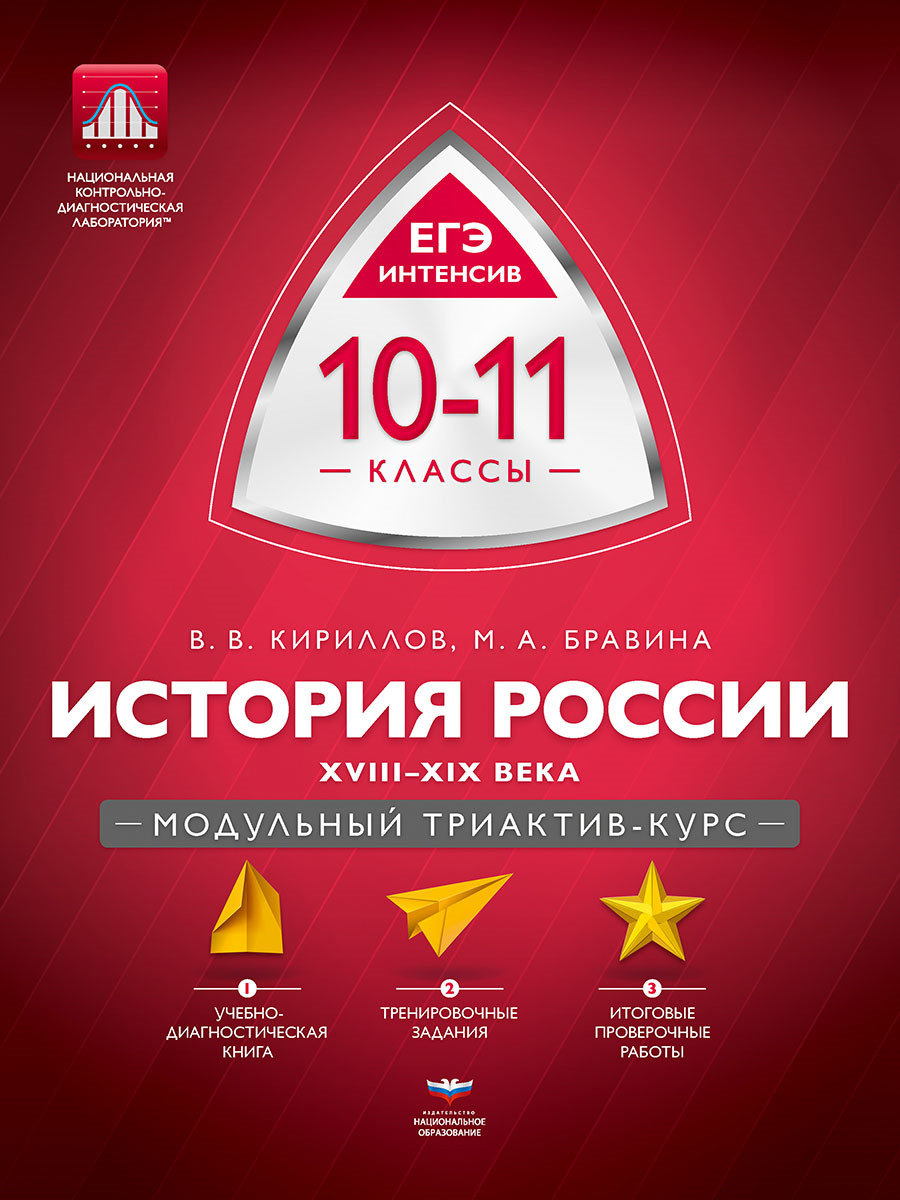 НАЦИОНАЛЬНАЯ
КОНТРОЛЬНО-
ДИАГНОСТИЧЕСКАЯ
ЛАБОРАТОРИЯ™
ЕГЭ
ИНТЕНСИВ
10-11
— КЛАССЫ —
В. В. КИРИЛЛОВ, М. А. БРАВИНА
ИСТОРИЯ РОССИИ
XVIII–XIX ВЕКА
— МОДУЛЬНЫЙ ТРИАКТИВ-КУРС —
1
УЧЕБНО-
ДИАГНОСТИЧЕСКАЯ
КНИГА
2
ТРЕНИРОВОЧНЫЕ
ЗАДАНИЯ
3
ИТОГОВЫЕ
ПРОВЕРОЧНЫЕ
РАБОТЫ
ИЗДАТЕЛЬСТВО
НАЦИОНАЛЬНОЕ
ОБРАЗОВАНИЕ